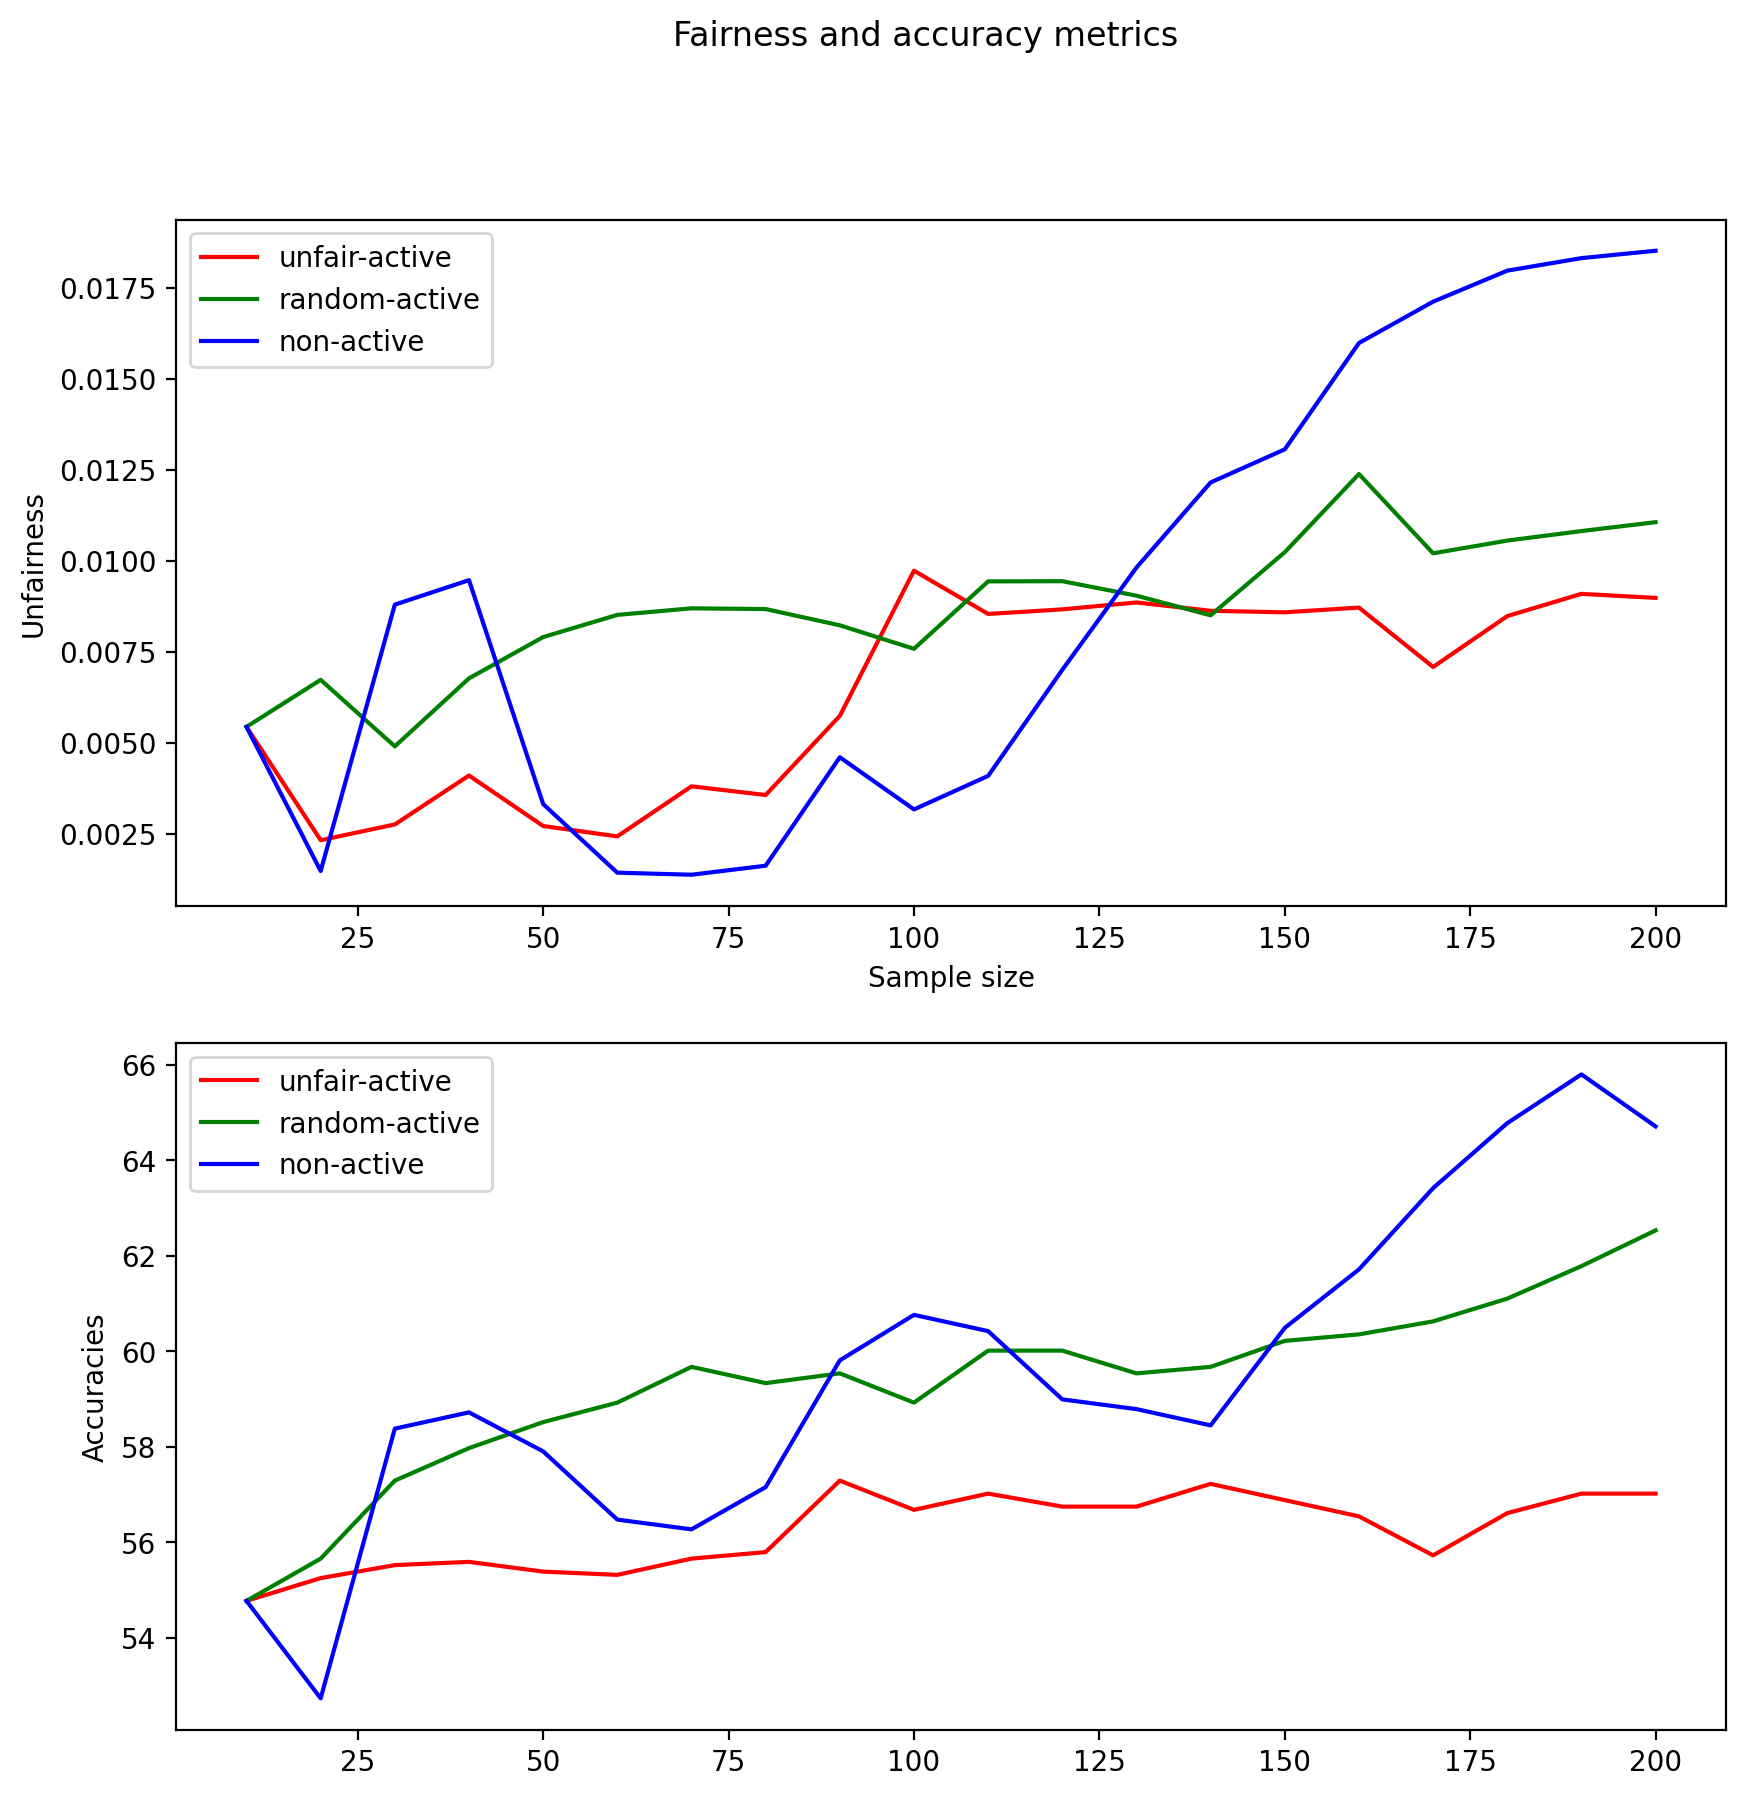 Fairness and accuracy metrics
unfair-active
random-active
non-active
0.0175
0.0150
0.0125
0.0100
0.0075
0.0050
0.0025
Unfairness
25 50 75 100 125 150 175 200
Sample size
unfair-active
random-active
non-active
66
64
62
60
58
56
54
Accuracies
25 50 75 100 125 150 175 200